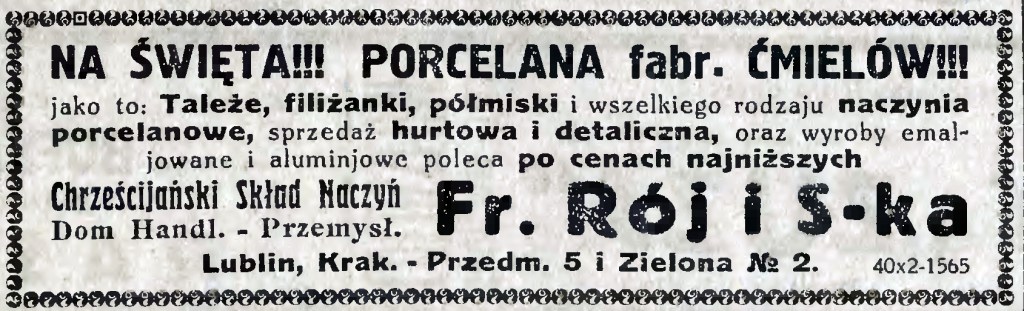 NA ŚWIĘTA!!! PORCELANA fabr. ĆMIELÓW!!!
jako to: Tależe, filiżanki, półmiski i wszelkiego rodzaju naczynia
porcelanowe, sprzedaż hurtowa i detaliczna, oraz wyroby emal-
jowane i aluminjowe poleca po cenach najniższych
Chrześcijański Skład Naczyń
Dom Handl. - Przemysł.
Fr. Rój i S-ka
Lublin, Krak. - Przedm. 5 i Zielona № 2.
40x2-1565